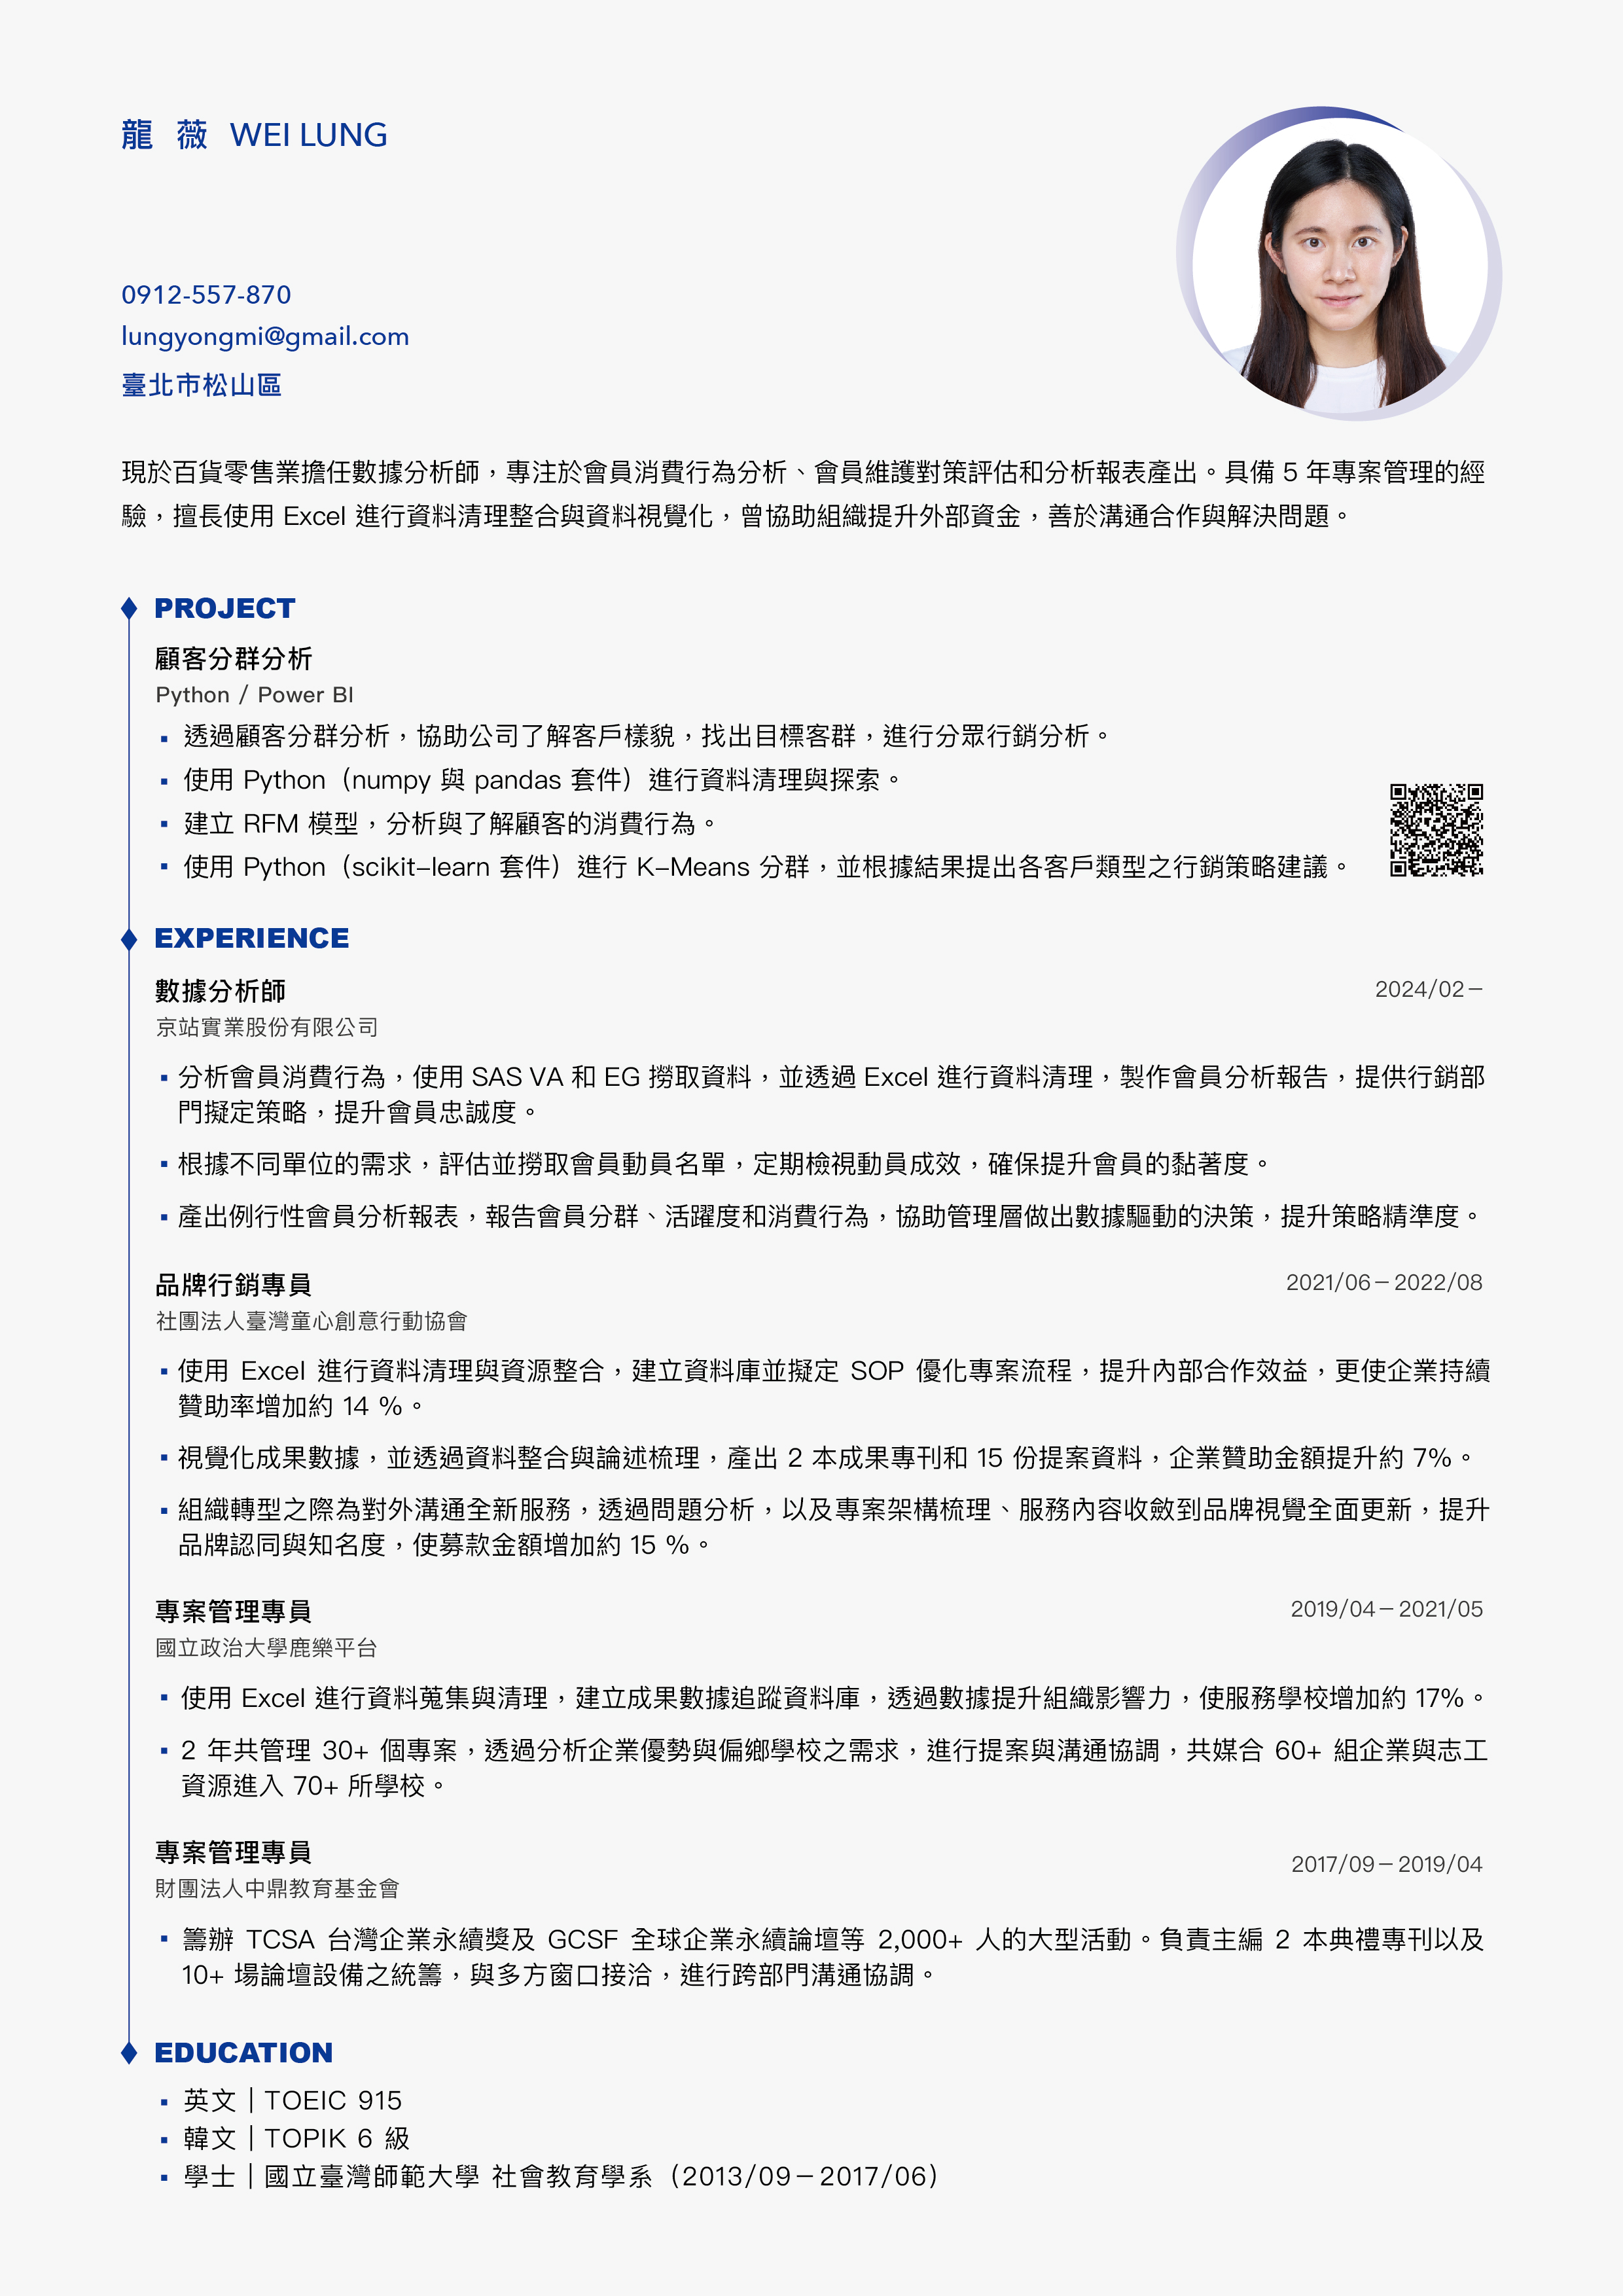 龍 薇 WEI LUNG
0912-557-870
lungyongmi@gmail.com
臺北市松山區
現於百貨零售業擔任數據分析師，專注於會員消費行為分析、會員維護對策評估和分析報表產出。具備 5 年專案管理的經
驗，擅長使用 Excel 進行資料清理整合與資料視覺化，曾協助組織提升外部資金，善於溝通合作與解決問題。
PROJECT
顧客分群分析
Python / Power BI
▪ 透過顧客分群分析，協助公司了解客戶樣貌，找出目標客群，進行分眾行銷分析。
▪ 使用 Python（numpy 與 pandas 套件）進行資料清理與探索。
▪ 建立 RFM 模型，分析與了解顧客的消費行為。
▪ 使用 Python（scikit-learn 套件）進行 K-Means 分群，並根據結果提出各客戶類型之行銷策略建議。
EXPERIENCE
數據分析師 2024/02－
京站實業股份有限公司
▪ 分析會員消費行為，使用 SAS VA 和 EG 撈取資料，並透過 Excel 進行資料清理，製作會員分析報告，提供行銷部
門擬定策略，提升會員忠誠度。
▪ 根據不同單位的需求，評估並撈取會員動員名單，定期檢視動員成效，確保提升會員的黏著度。
▪ 產出例行性會員分析報表，報告會員分群、活躍度和消費行為，協助管理層做出數據驅動的決策，提升策略精準度。
品牌行銷專員 2021/06－2022/08
社團法人臺灣童心創意行動協會
▪ 使用 Excel 進行資料清理與資源整合，建立資料庫並擬定 SOP 優化專案流程，提升內部合作效益，更使企業持續
贊助率增加約 14 %。
▪ 視覺化成果數據，並透過資料整合與論述梳理，產出 2 本成果專刊和 15 份提案資料，企業贊助金額提升約 7%。
▪ 組織轉型之際為對外溝通全新服務，透過問題分析，以及專案架構梳理、服務內容收斂到品牌視覺全面更新，提升
品牌認同與知名度，使募款金額增加約 15 %。
專案管理專員 2019/04－2021/05
國立政治大學鹿樂平台
▪ 使用 Excel 進行資料蒐集與清理，建立成果數據追蹤資料庫，透過數據提升組織影響力，使服務學校增加約 17%。
▪ 2 年共管理 30+ 個專案，透過分析企業優勢與偏鄉學校之需求，進行提案與溝通協調，共媒合 60+ 組企業與志工
資源進入 70+ 所學校。
專案管理專員 2017/09－2019/04
財團法人中鼎教育基金會
▪ 籌辦 TCSA 台灣企業永續獎及 GCSF 全球企業永續論壇等 2,000+ 人的大型活動。負責主編 2 本典禮專刊以及
10+ 場論壇設備之統籌，與多方窗口接洽，進行跨部門溝通協調。
EDUCATION
▪ 英文｜TOEIC 915
▪ 韓文｜TOPIK 6 級
▪ 學士｜國立臺灣師範大學 社會教育學系（2013/09－2017/06）